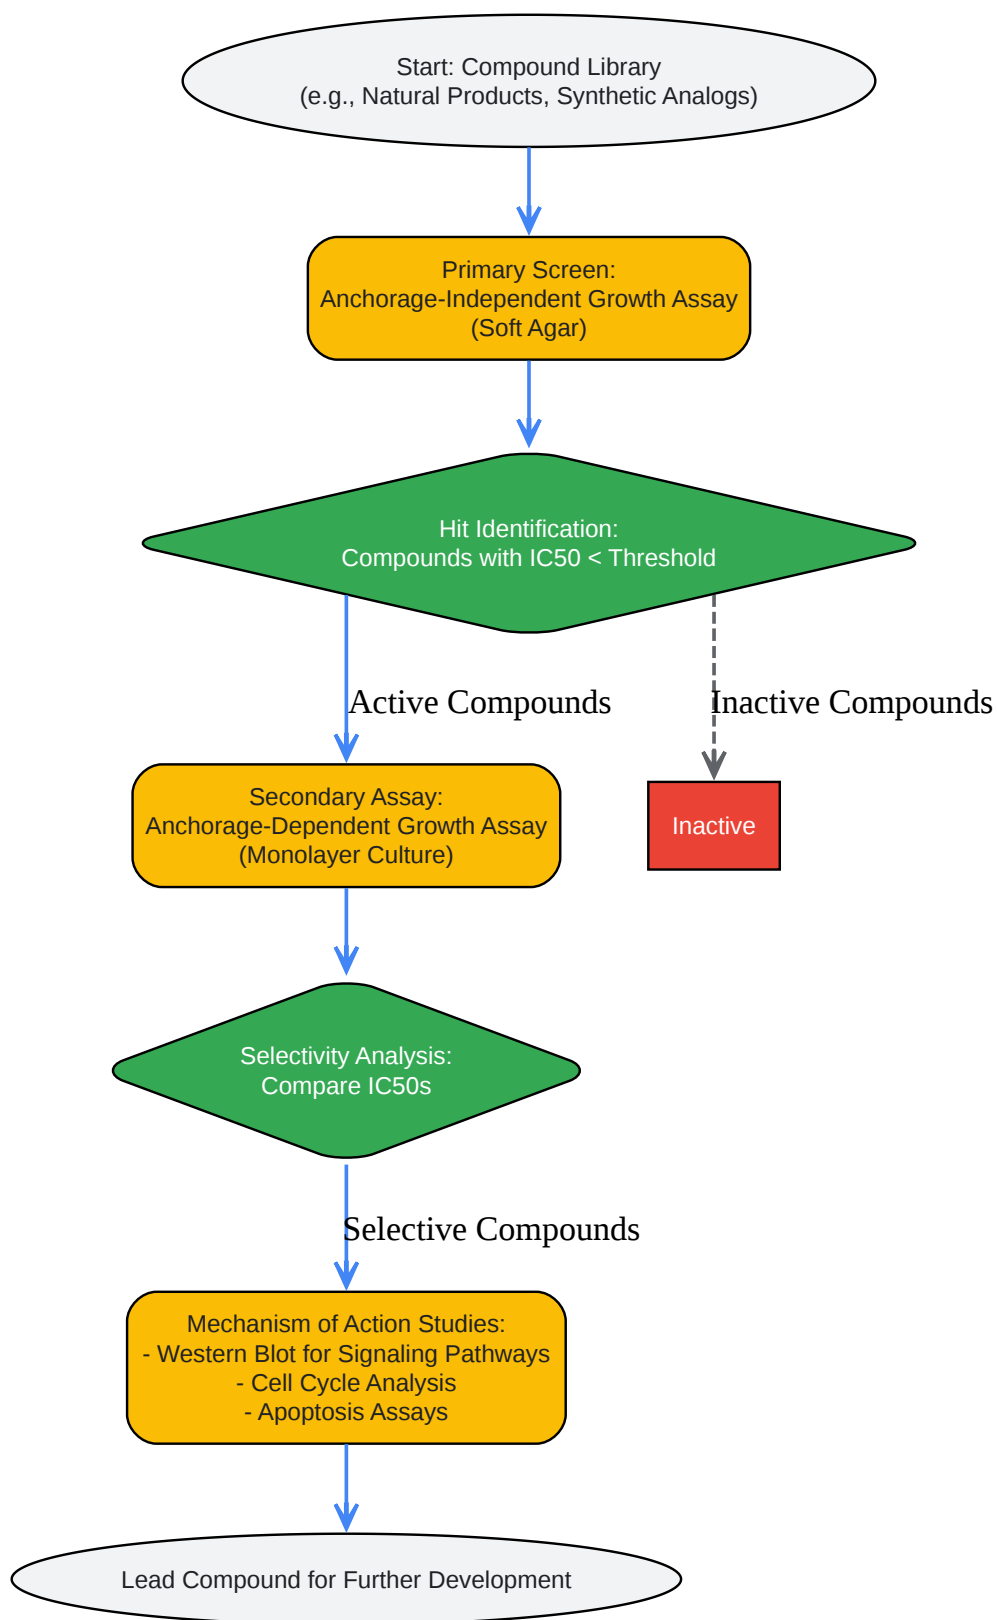 Start: Compound Library
(e.g., Natural Products, Synthetic Analogs)
Primary Screen:
Anchorage-Independent Growth Assay
(Soft Agar)
Hit Identification:
Compounds with IC50 < Threshold
Active Compounds
Inactive Compounds
Secondary Assay:
Anchorage-Dependent Growth Assay
(Monolayer Culture)
Inactive
Selectivity Analysis:
Compare IC50s
Selective Compounds
Mechanism of Action Studies:
- Western Blot for Signaling Pathways
- Cell Cycle Analysis
- Apoptosis Assays
Lead Compound for Further Development